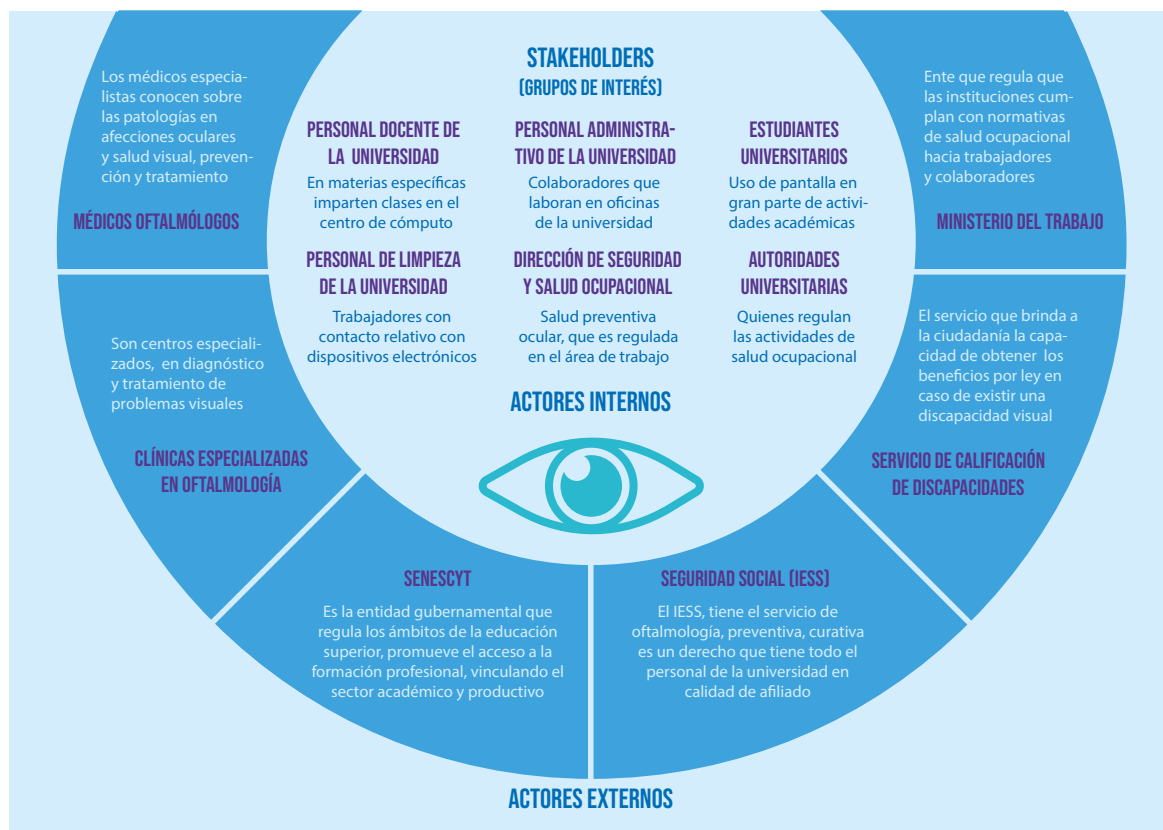 STAKEHOLDERS
(GRUPOS DE INTERÉS)
PERSONAL DOCENTE DE
LA UNIVERSIDAD
En materias específicas
imparten clases en el
centro de cómputo
PERSONAL ADMINISTRA-
TIVO DE LA UNIVERSIDAD
Colaboradores que
laboran en oficinas
de la universidad
ESTUDIANTES
UNIVERSITARIOS
Uso de pantalla en
gran parte de activi-
dades académicas
PERSONAL DE LIMPIEZA
DE LA UNIVERSIDAD
Trabajadores con
contacto relativo con
dispositivos electrónicos
DIRECCIÓN DE SEGURIDAD
Y SALUD OCUPACIONAL
Salud preventiva
ocular, que es regulada
en el área de trabajo
AUTORIDADES
UNIVERSITARIAS
Quienes regulan
las actividades de
salud ocupacional
ACTORES INTERNOS
Los médicos especia-
listas conocen sobre
las patologías en
afecciones oculares
y salud visual, preven-
ción y tratamiento
MÉDICOS OFTALMÓLOGOS
Son centros especiali-
zados, en diagnóstico
y tratamiento de
problemas visuales
CLÍNICAS ESPECIALIZADAS
EN OFTALMOLOGÍA
SENESCYT
Es la entidad gubernamental que
regula los ámbitos de la educación
superior, promueve el acceso a la
formación profesional, vinculando el
sector académico y productivo
SEGURIDAD SOCIAL (IESS)
El IESS, tiene el servicio de
oftalmología, preventiva, curativa
es un derecho que tiene todo el
personal de la universidad en
calidad de afiliado
El servicio que brinda a
la ciudadanía la capa-
cidad de obtener los
beneficios por ley en
caso de existir una
discapacidad visual
SERVICIO DE CALIFICACIÓN
DE DISCAPACIDADES
Ente que regula que
las instituciones cum-
plan con normativas
de salud ocupacional
hacia trabajadores
y colaboradores
MINISTERIO DEL TRABAJO
ACTORES EXTERNOS